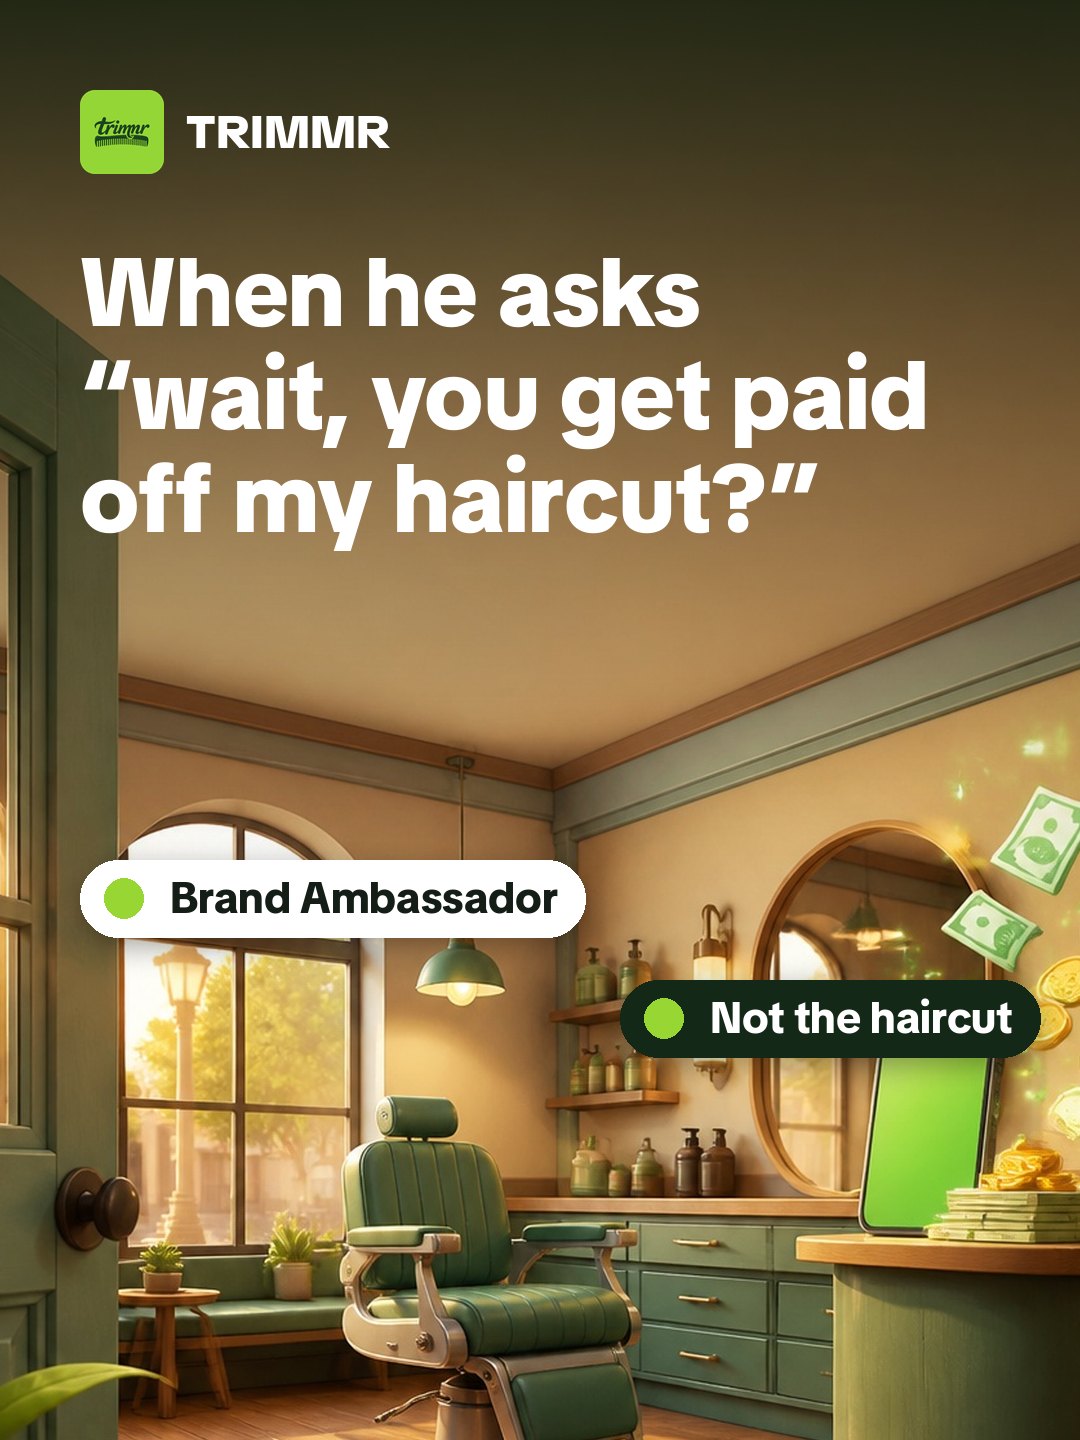 trimmr
TRIMMR
When he asks
“wait, you get paid
off my haircut?”
Brand Ambassador
Not the haircut